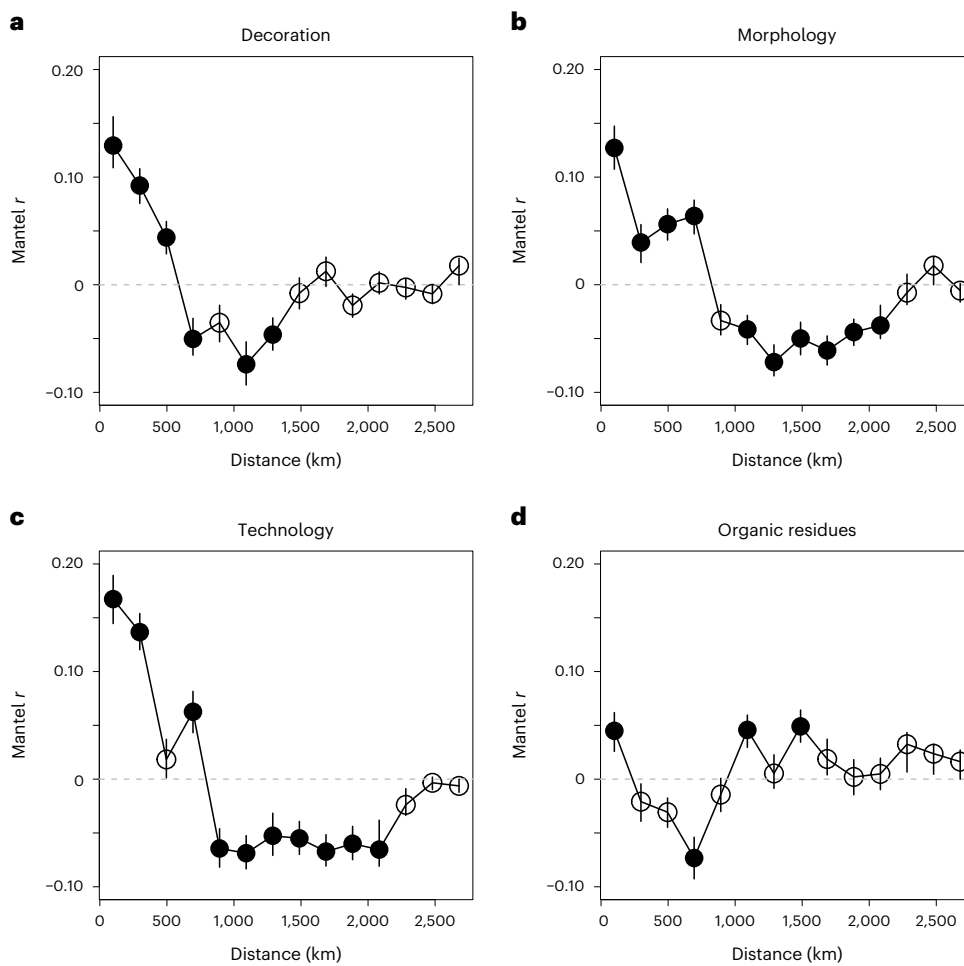 a
Decoration
0.20
0.10
0
−0.10
Mantel r
0
500
1,000
1,500
2,000
2,500
Distance (km)
b
Morphology
0.20
0.10
0
−0.10
Mantel r
0
500
1,000
1,500
2,000
2,500
Distance (km)
c
Technology
0.20
0.10
0
−0.10
Mantel r
0
500
1,000
1,500
2,000
2,500
Distance (km)
d
Organic residues
0.20
0.10
0
−0.10
Mantel r
0
500
1,000
1,500
2,000
2,500
Distance (km)